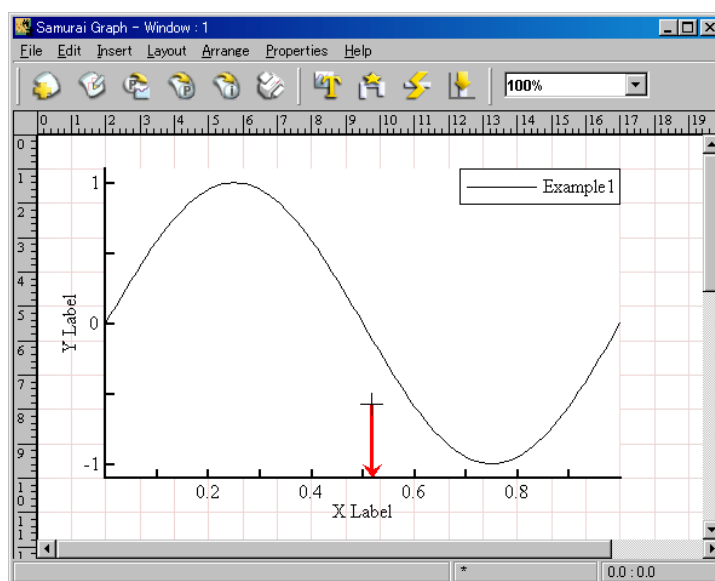 Samurai Graph - Window : 1
File Edit Insert Layout Arrange Properties Help
P P i T 100%
0 1 2 3 4 5 6 7 8 9 10 11 12 13 14 15 16 17 18 19
0
1
2
3
4
5
6
7
8
9
10
11
1
Example 1
1
0
-1
Y Label
0.2 0.4 0.6 0.8
X Label
* 0.0 : 0.0